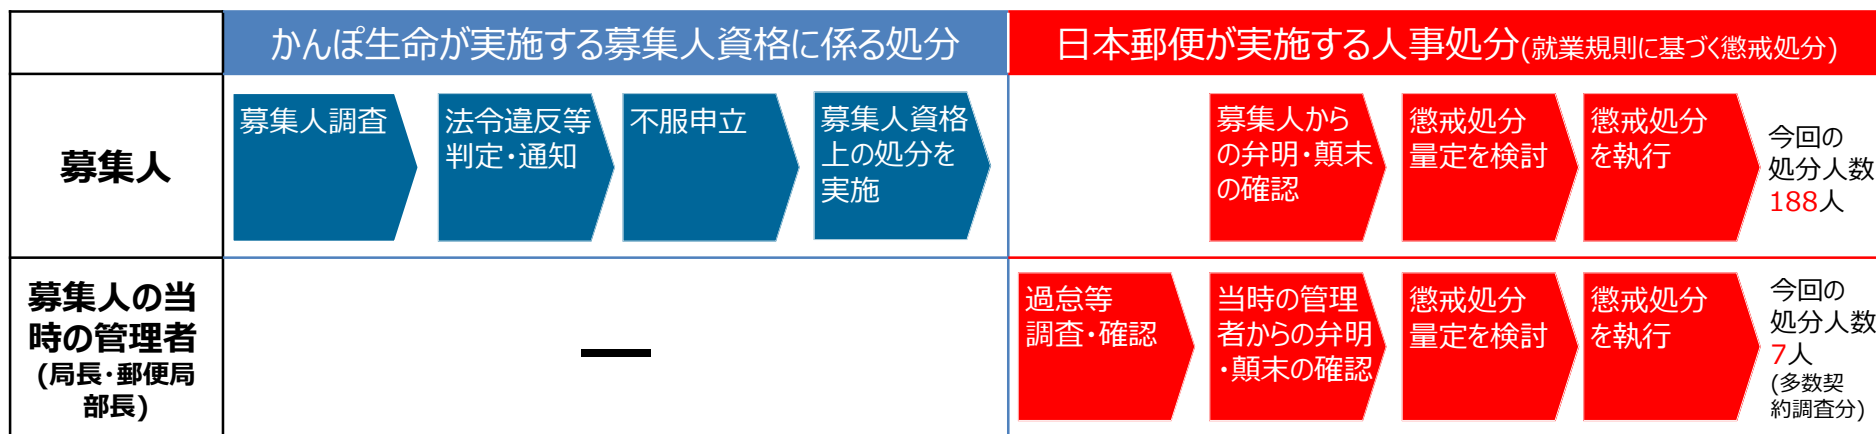 かんぽ生命が実施する募集人資格に係る処分
日本郵便が実施する人事処分(就業規則に基づく懲戒処分)
募集人
募集人調査
法令違反等
判定・通知
不服申立
募集人資格
上の処分を
実施
募集人から
の弁明・顛末
の確認
懲戒処分
量定を検討
懲戒処分
を執行
今回の
処分人数
188人
募集人の当
時の管理者
(局長・郵便局
部長)
ー
過怠等
調査・確認
当時の管理
者からの弁明
・顛末の確認
懲戒処分
量定を検討
懲戒処分
を執行
今回の
処分人数
7人
(多数契
約調査分)